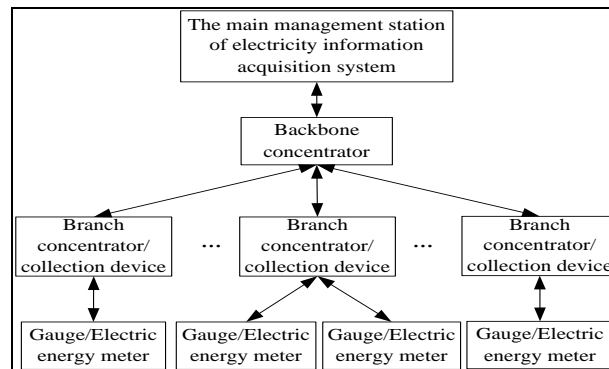 The main management station
of electricity information
acquisition system
Backbone
concentrator
Branch
concentrator/
collection device
...
Branch
concentrator/
collection device
...
Branch
concentrator/
collection device
Gauge/Electric
energy meter
Gauge/Electric
energy meter
Gauge/Electric
energy meter
Gauge/Electric
energy meter